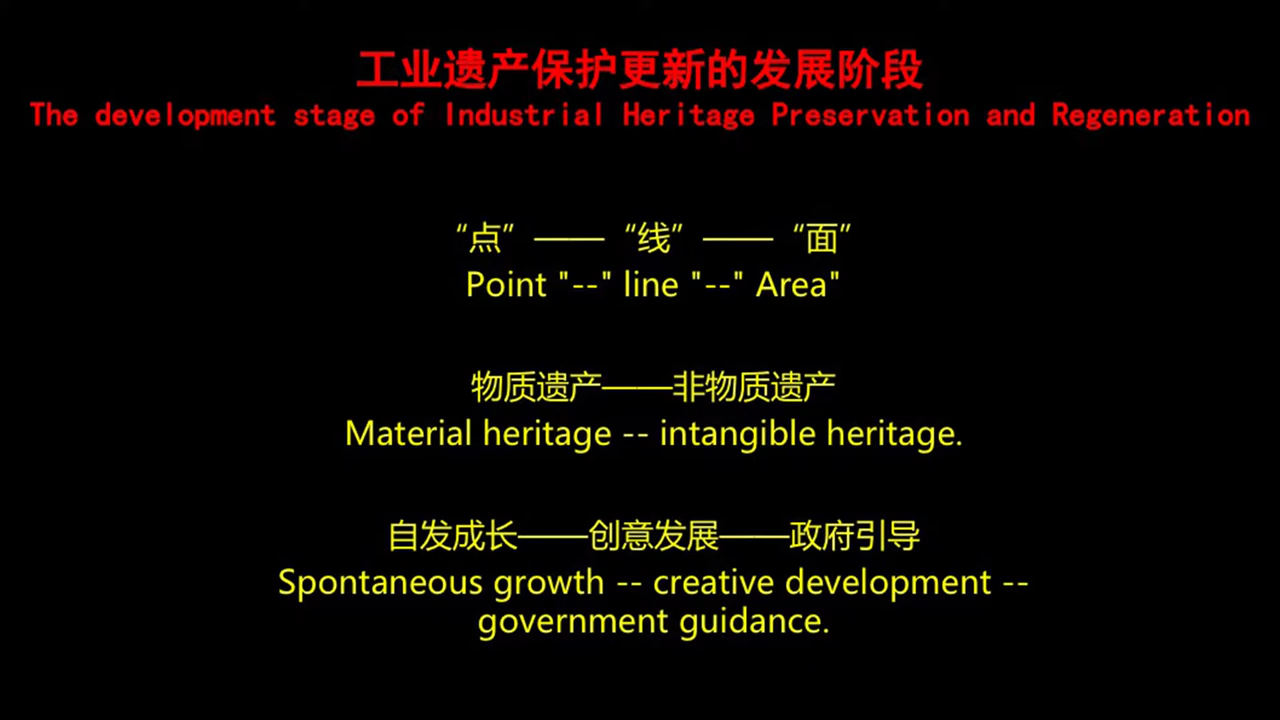 工业遗产保护更新的发展阶段
The development stage of Industrial Heritage Preservation and Regeneration
“点”——“线”——“面”
Point "--" line "--" Area"
物质遗产——非物质遗产
Material heritage -- intangible heritage.
自发成长——创意发展——政府引导
Spontaneous growth -- creative development --
government guidance.